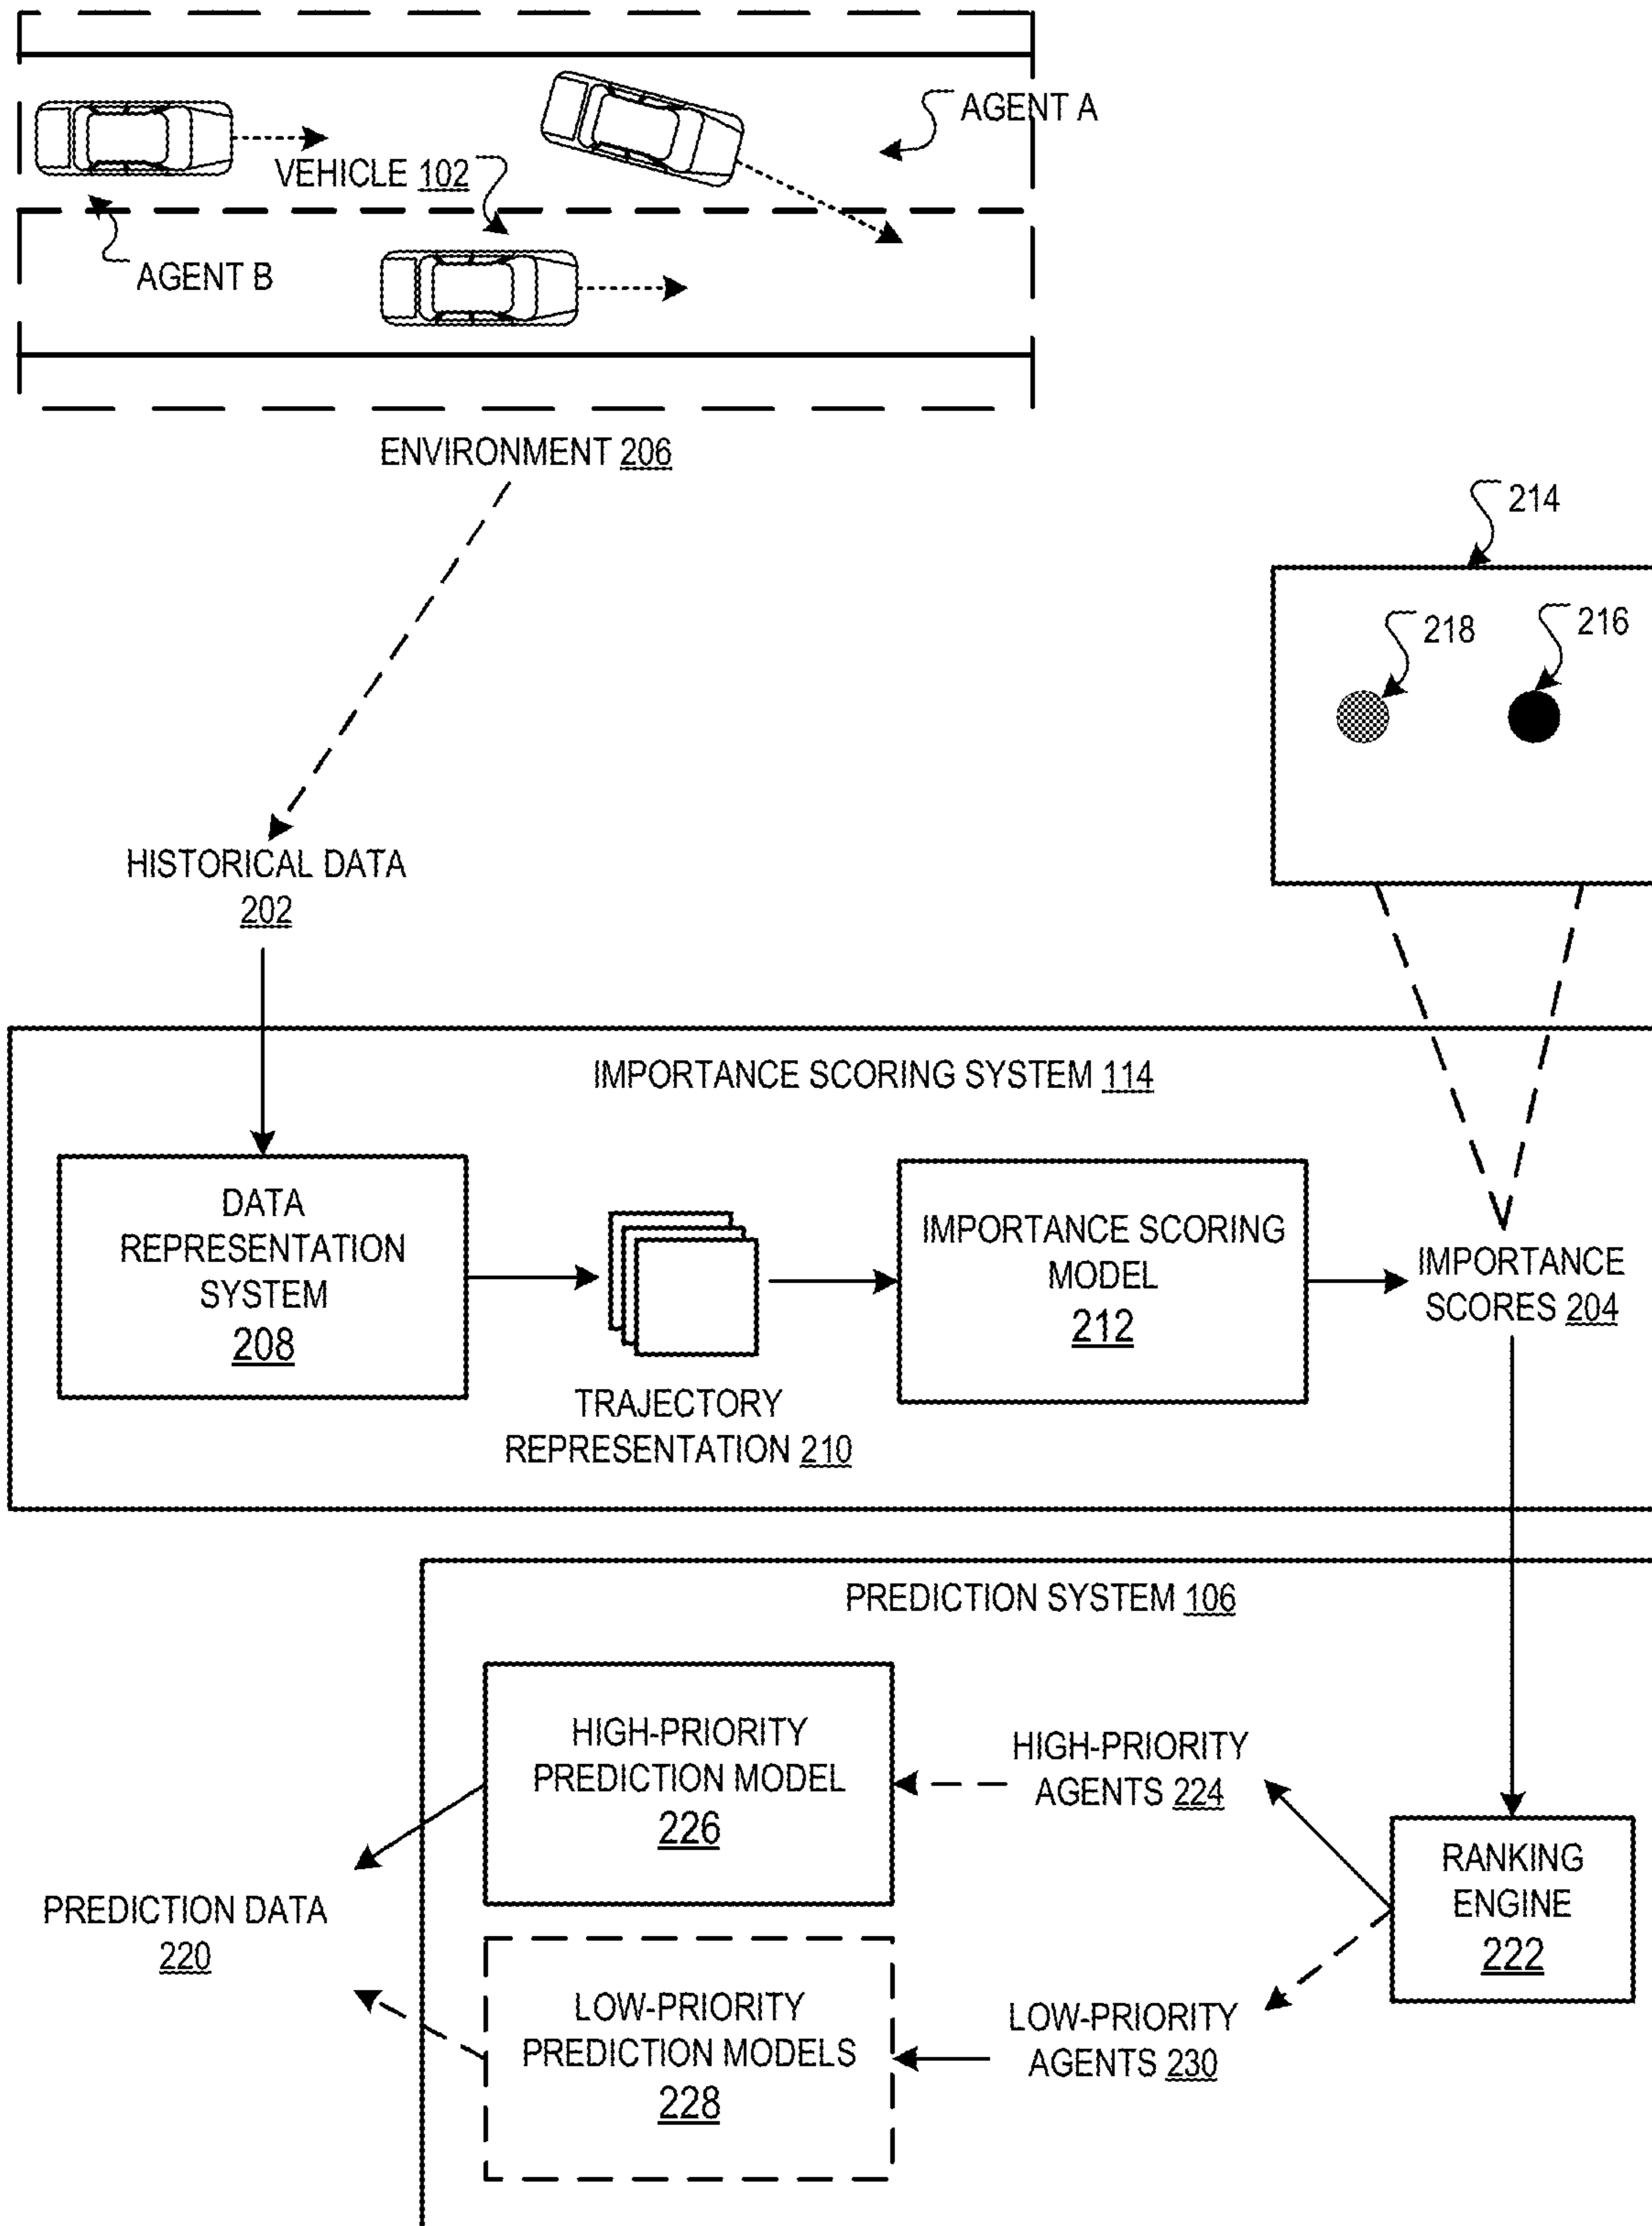 AGENT A
VEHICLE 102
AGENT B
ENVIRONMENT 206
214
218
216
HISTORICAL DATA
202
IMPORTANCE SCORING SYSTEM 114
DATA
REPRESENTATION
SYSTEM
208
TRAJECTORY
REPRESENTATION 210
IMPORTANCE SCORING
MODEL
212
IMPORTANCE
SCORES 204
PREDICTION SYSTEM 106
HIGH-PRIORITY
PREDICTION MODEL
226
HIGH-PRIORITY
AGENTS 224
RANKING
ENGINE
222
PREDICTION DATA
220
LOW-PRIORITY
PREDICTION MODELS
228
LOW-PRIORITY
AGENTS 230